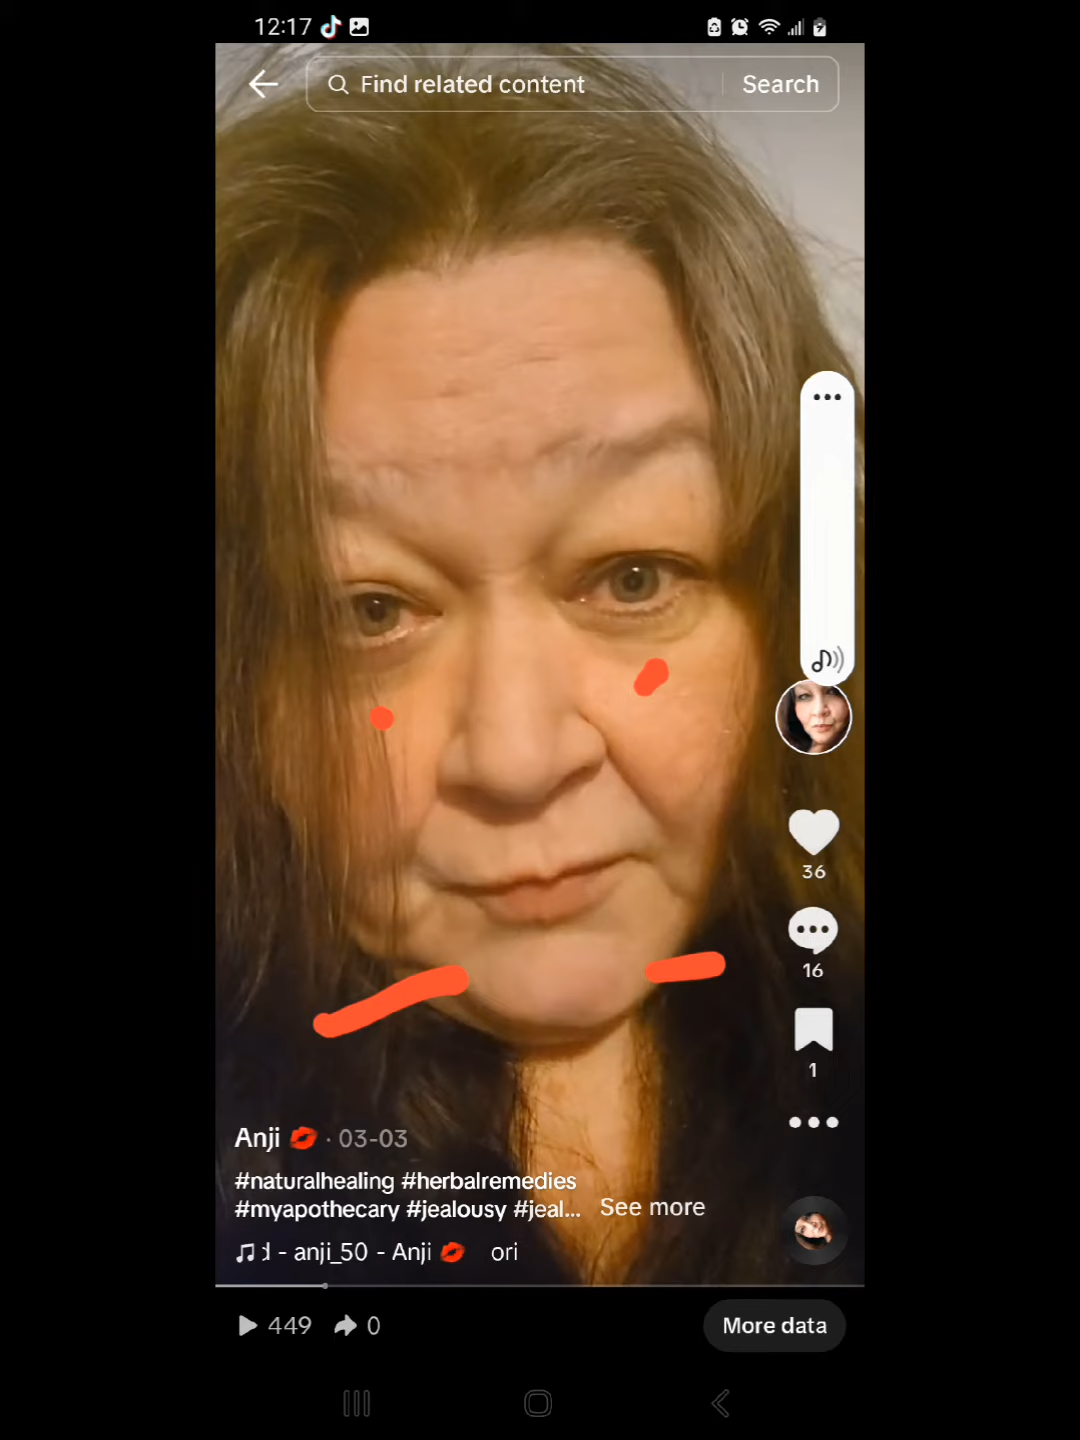 12:17
Find related content Search
36
16
1
Anji 💋 · 03-03
#naturalhealing #herbalremedies
#myapothecary #jealousy #jeal... See more
d - anji_50 - Anji 💋 ori
449 0 More data